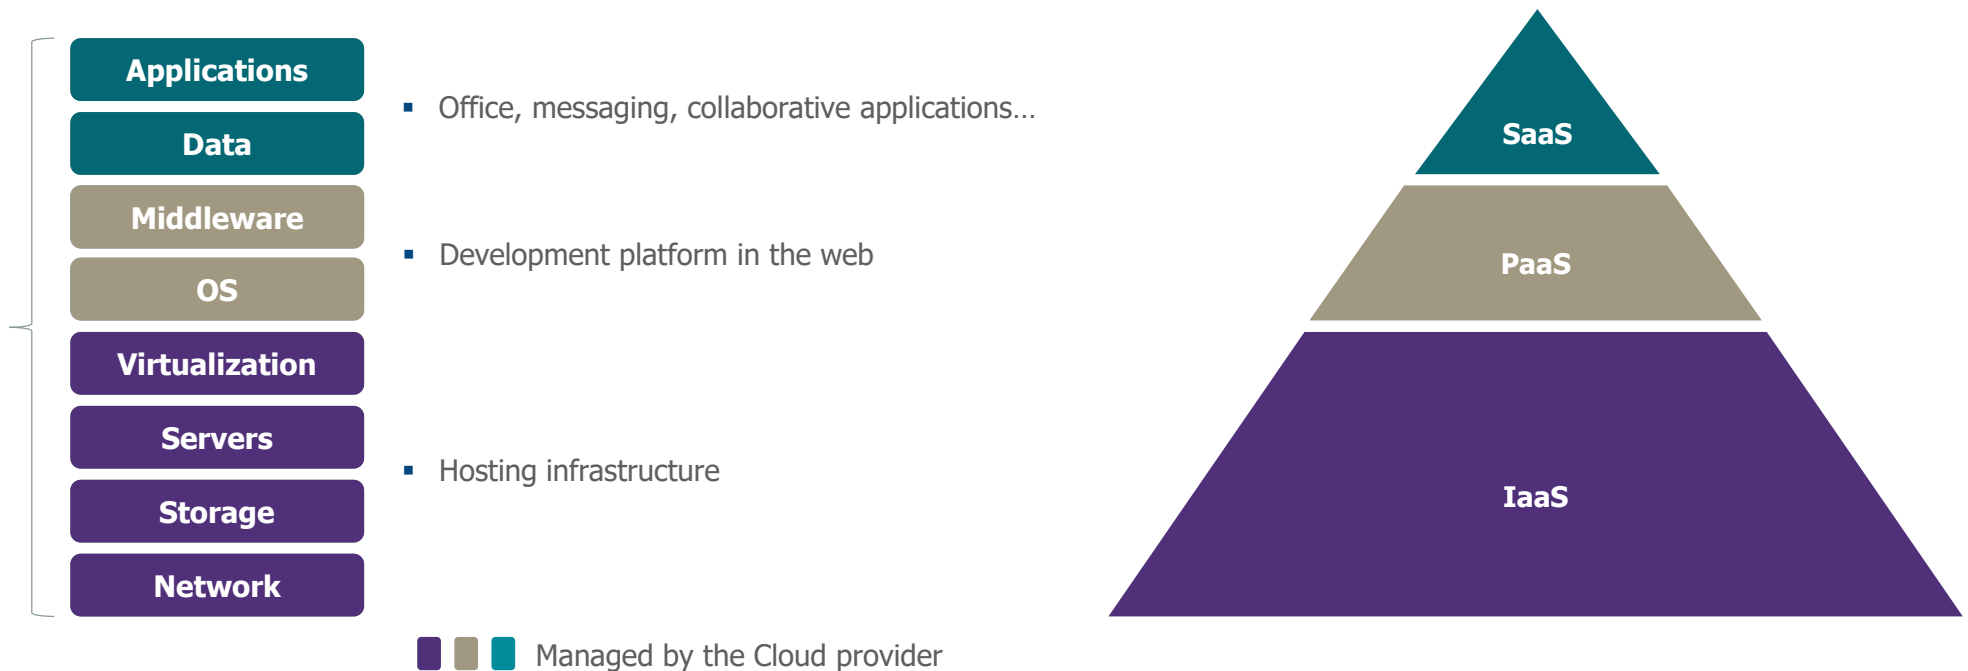 Applications
Data
Middleware
OS
Virtualization
Servers
Storage
Network
▪ Office, messaging, collaborative applications…
▪ Development platform in the web
▪ Hosting infrastructure
Managed by the Cloud provider
SaaS
PaaS
IaaS